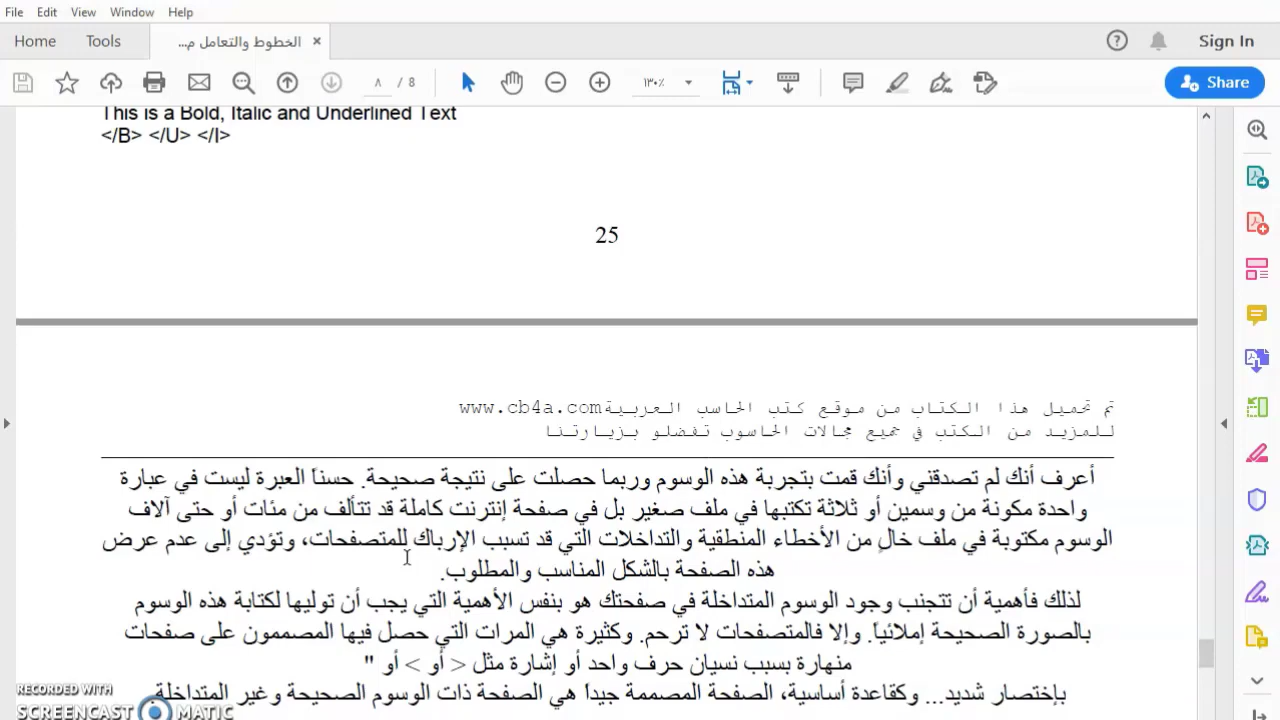 File Edit View Window Help
Home Tools الخطوط والتعامل م... × Sign In
٨ / 8 ١٣٠٪ Share
This is a Bold, Italic and Underlined Text
</B> </U> </I>
25
تم تحميل هذا الكتاب من موقع كتب الحاسب العربية www.cb4a.com
للمزيد من الكتب في جميع مجالات الحاسوب تفضلو بزيارتنا
أعرف أنك لم تصدقني وأنك قمت بتجربة هذه الوسوم وربما حصلت على نتيجة صحيحة. حسناً العبرة ليست في عبارة
واحدة مكونة من وسمين أو ثلاثة تكتبها في ملف صغير بل في صفحة إنترنت كاملة قد تتألف من مئات أو حتى آلاف
الوسوم مكتوبة في ملف خالٍ من الأخطاء المنطقية والتداخلات التي قد تسبب الإرباك للمتصفحات، وتؤدي إلى عدم عرض
هذه الصفحة بالشكل المناسب والمطلوب.
لذلك فأهمية أن تتجنب وجود الوسوم المتداخلة في صفحتك هو بنفس الأهمية التي يجب أن توليها لكتابة هذه الوسوم
بالصورة الصحيحة إملائياً. وإلا فالمتصفحات لا ترحم. وكثيرة هي المرات التي حصل فيها المصممون على صفحات
منهارة بسبب نسيان حرف واحد أو إشارة مثل < أو > أو "
بإختصار شديد... وكقاعدة أساسية، الصفحة المصممة جيداً هي الصفحة ذات الوسوم الصحيحة وغير المتداخلة.
RECORDED WITH
SCREENCAST MATIC